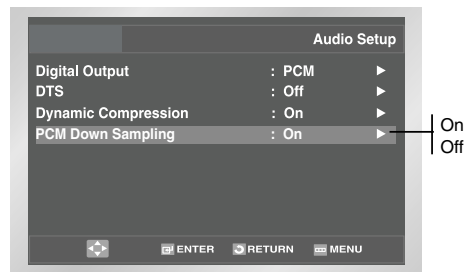 Audio Setup
Digital Output : PCM
DTS : Off
Dynamic Compression : On
PCM Down Sampling : On
On
Off
ENTER RETURN MENU